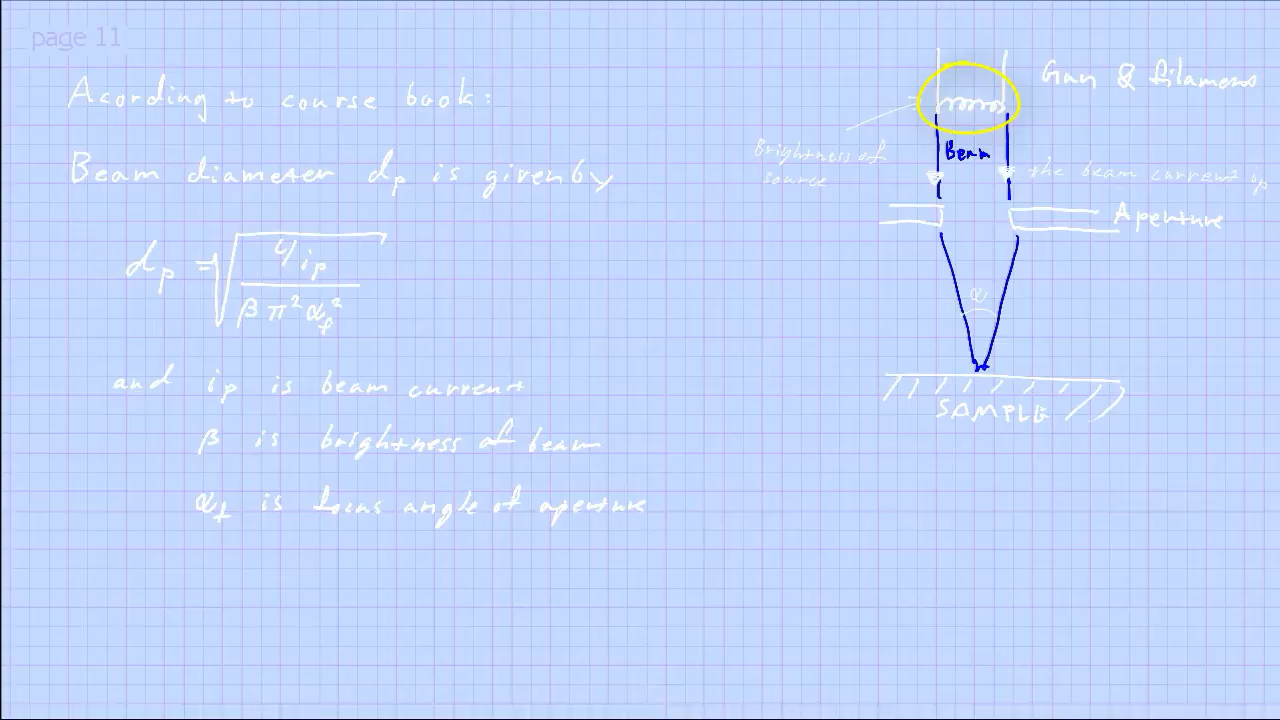 page 11
Acording to course book:
Beam diameter dp is given by
dp = √(4ip / βπ²αf²)
and ip is beam current
β is brightness of beam
αf is focus angle of aperture
Gun & filament
Brightness of
source
Beam
the beam current ip
Aperture
α
SAMPLE